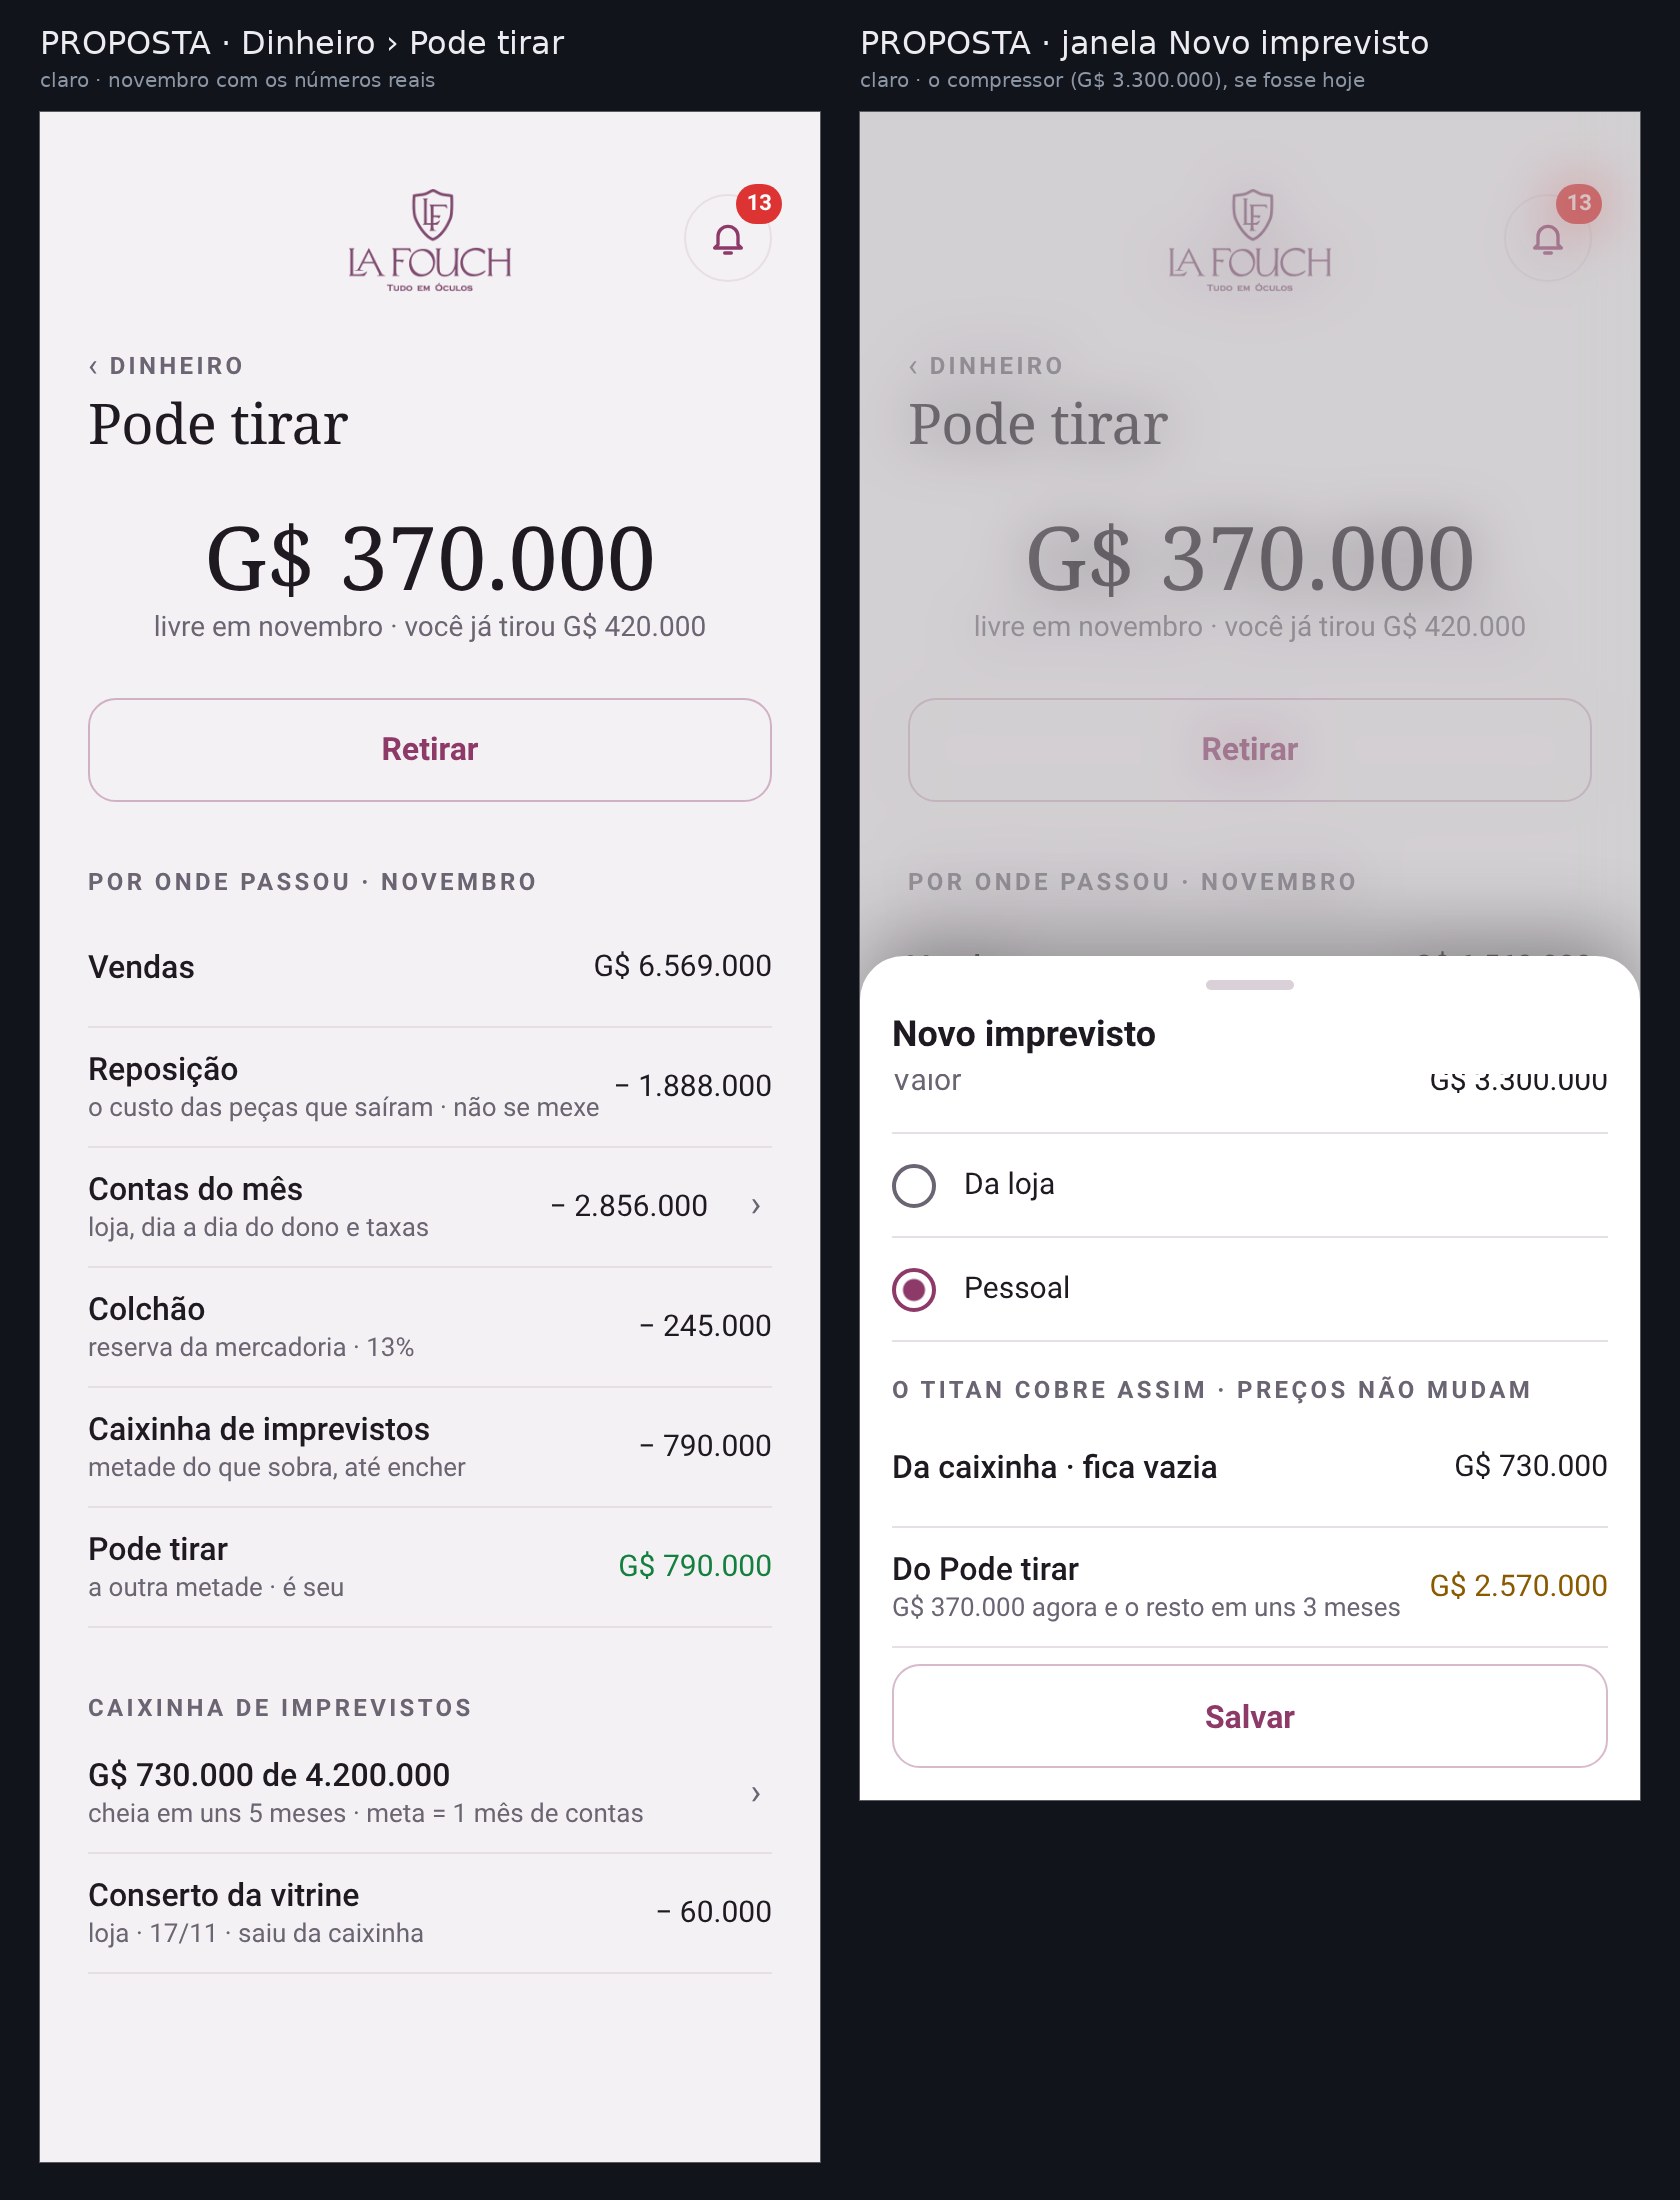 PROPOSTA · Dinheiro › Pode tirar
claro · novembro com os números reais
13
LF
LA FOUCH
TUDO EM ÓCULOS
‹ DINHEIRO
Pode tirar
G$ 370.000
livre em novembro · você já tirou G$ 420.000
Retirar
POR ONDE PASSOU · NOVEMBRO
Vendas G$ 6.569.000
Reposição
o custo das peças que saíram · não se mexe − 1.888.000
Contas do mês
loja, dia a dia do dono e taxas − 2.856.000 ›
Colchão
reserva da mercadoria · 13% − 245.000
Caixinha de imprevistos
metade do que sobra, até encher − 790.000
Pode tirar
a outra metade · é seu G$ 790.000
CAIXINHA DE IMPREVISTOS
G$ 730.000 de 4.200.000
cheia em uns 5 meses · meta = 1 mês de contas ›
Conserto da vitrine
loja · 17/11 · saiu da caixinha − 60.000
PROPOSTA · janela Novo imprevisto
claro · o compressor (G$ 3.300.000), se fosse hoje
13
LF
LA FOUCH
TUDO EM ÓCULOS
‹ DINHEIRO
Pode tirar
G$ 370.000
livre em novembro · você já tirou G$ 420.000
Retirar
POR ONDE PASSOU · NOVEMBRO
Novo imprevisto
Valor G$ 3.300.000
Da loja
Pessoal
O TITAN COBRE ASSIM · PREÇOS NÃO MUDAM
Da caixinha · fica vazia G$ 730.000
Do Pode tirar
G$ 370.000 agora e o resto em uns 3 meses G$ 2.570.000
Salvar